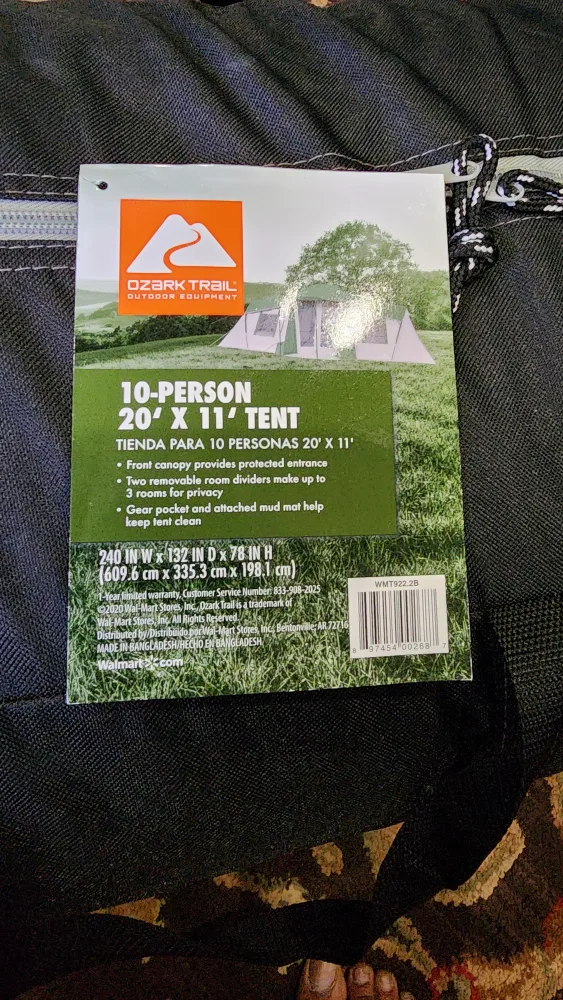 OZARK TRAIL
OUTDOOR EQUIPMENT
10-PERSON
20' X 11' TENT
TIENDA PARA 10 PERSONAS 20' X 11'
• Front canopy provides protected entrance
• Two removable room dividers make up to
3 rooms for privacy
• Gear pocket and attached mud mat help
keep tent clean
240 IN W x 132 IN D x 78 IN H
(609.6 cm x 335.3 cm x 198.1 cm)
1-Year limited warranty, Customer Service Number: 833-908-2025
©2020 Wal-Mart Stores, Inc. Ozark Trail is a trademark of
Wal-Mart Stores, Inc. All Rights Reserved.
Distributed by/Distribuido por Wal-Mart Stores, Inc., Bentonville, AR 72716
MADE IN BANGLADESH/HECHO EN BANGLADESH
Walmart.com
WMT922.2B
8 97454 00268 7